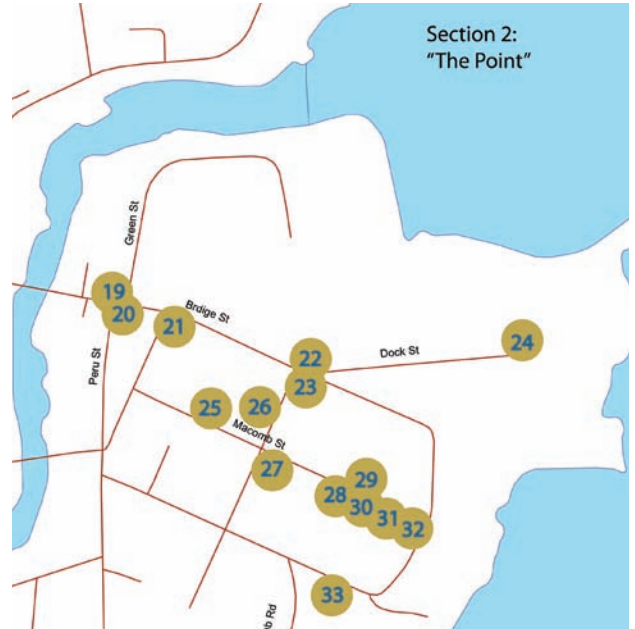 Section 2:
"The Point"
Green St
19
20
21
Brdige St
Peru St
22
23
Dock St
24
25
26
Macomb St
27
28
29
30
31
32
33
b Rd